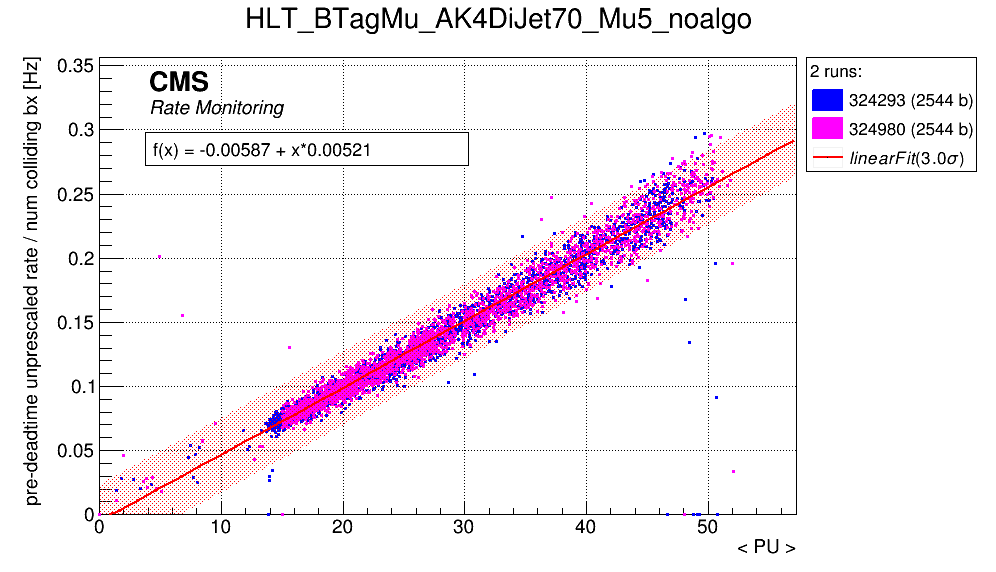 HLT_BTagMu_AK4DiJet70_Mu5_noalgo
pre-deadtime unprescaled rate / num colliding bx [Hz]
0.35
0.3
0.25
0.2
0.15
0.1
0.05
0
CMS
Rate Monitoring
f(x) = -0.00587 + x*0.00521
2 runs:
324293 (2544 b)
324980 (2544 b)
linearFit(3.0σ)
0 10 20 30 40 50
< PU >